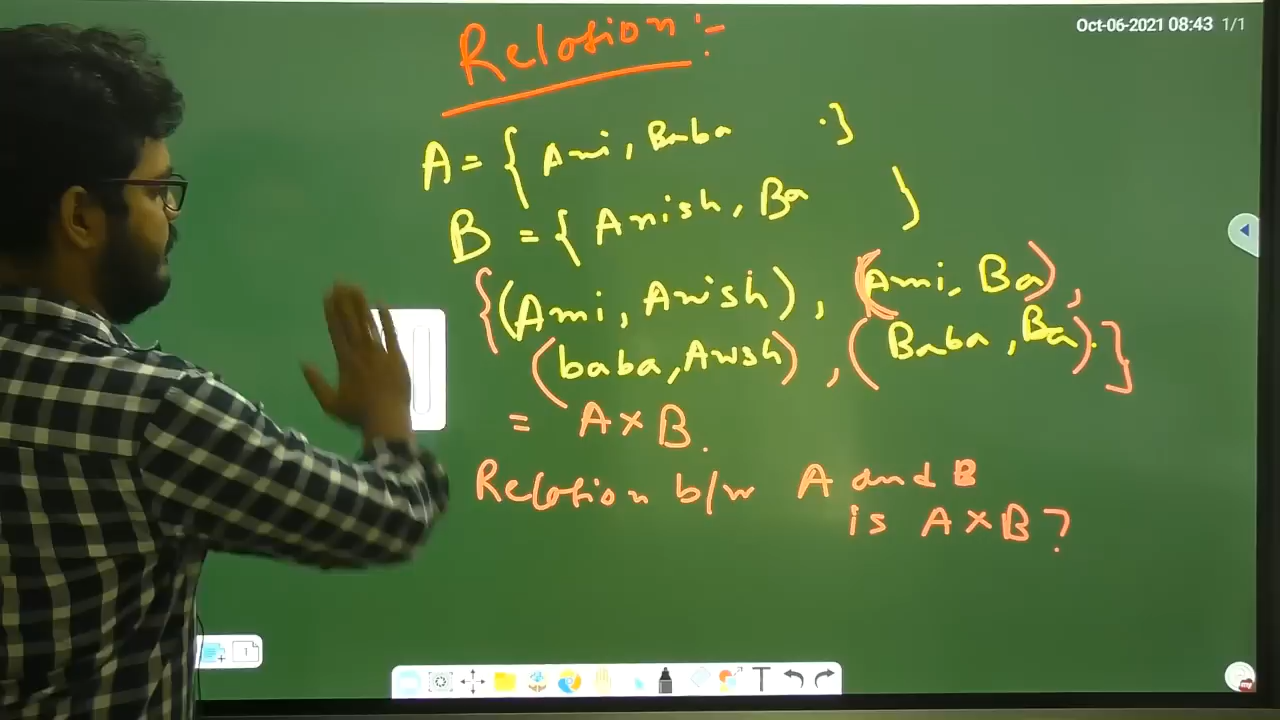 Oct-06-2021 08:43 1/1
Relation :-
A = { Ami, Baba . }
B = { Anish, Ba }
{(Ami, Anish), (Ami, Ba),
(baba, Anish), (Baba, Ba).}
= A×B.
Relation b/w A and B
is A×B?
1
T